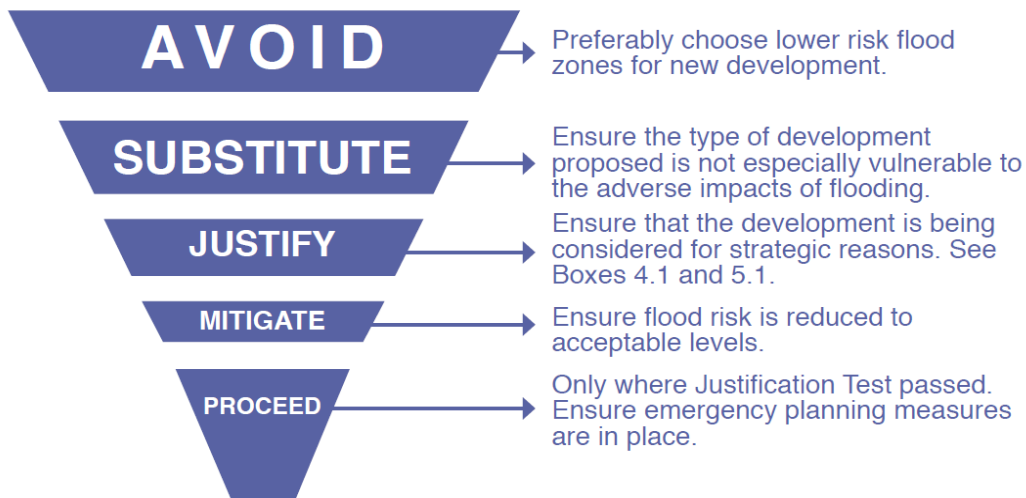 AVOID
Preferably choose lower risk flood
zones for new development.
SUBSTITUTE
Ensure the type of development
proposed is not especially vulnerable to
the adverse impacts of flooding.
JUSTIFY
Ensure that the development is being
considered for strategic reasons. See
Boxes 4.1 and 5.1.
MITIGATE
Ensure flood risk is reduced to
acceptable levels.
PROCEED
Only where Justification Test passed.
Ensure emergency planning measures
are in place.